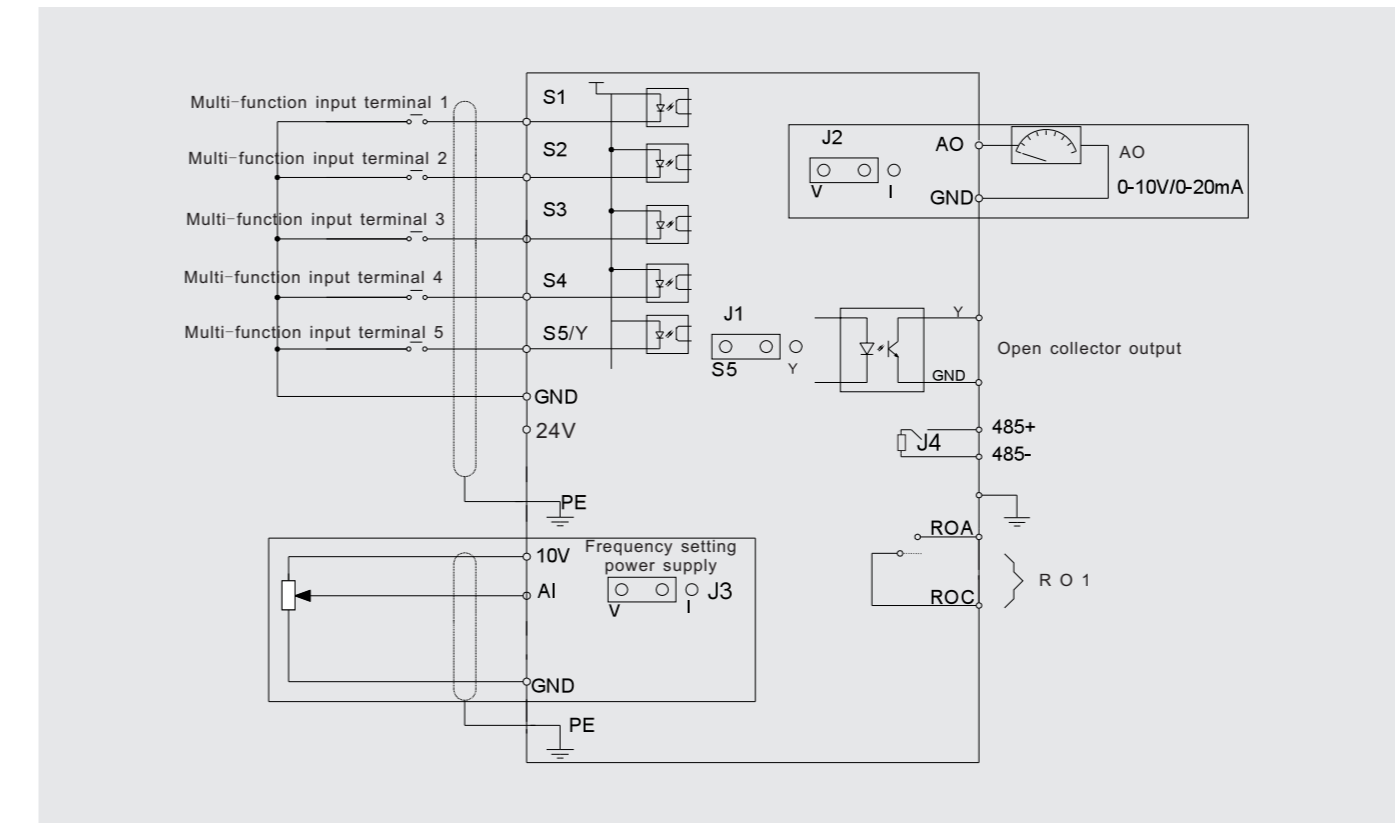 Multi-function input terminal 1
S1
Multi-function input terminal 2
S2
Multi-function input terminal 3
S3
Multi-function input terminal 4
S4
Multi-function input terminal 5
S5/Y
GND
24V
PE
J2
V I
AO
GND
AO
0-10V/0-20mA
J1
S5 Y
Y
GND
Open collector output
J4
485+
485-
ROA
ROC
RO1
10V
Frequency setting
power supply
AI
J3
V I
GND
PE